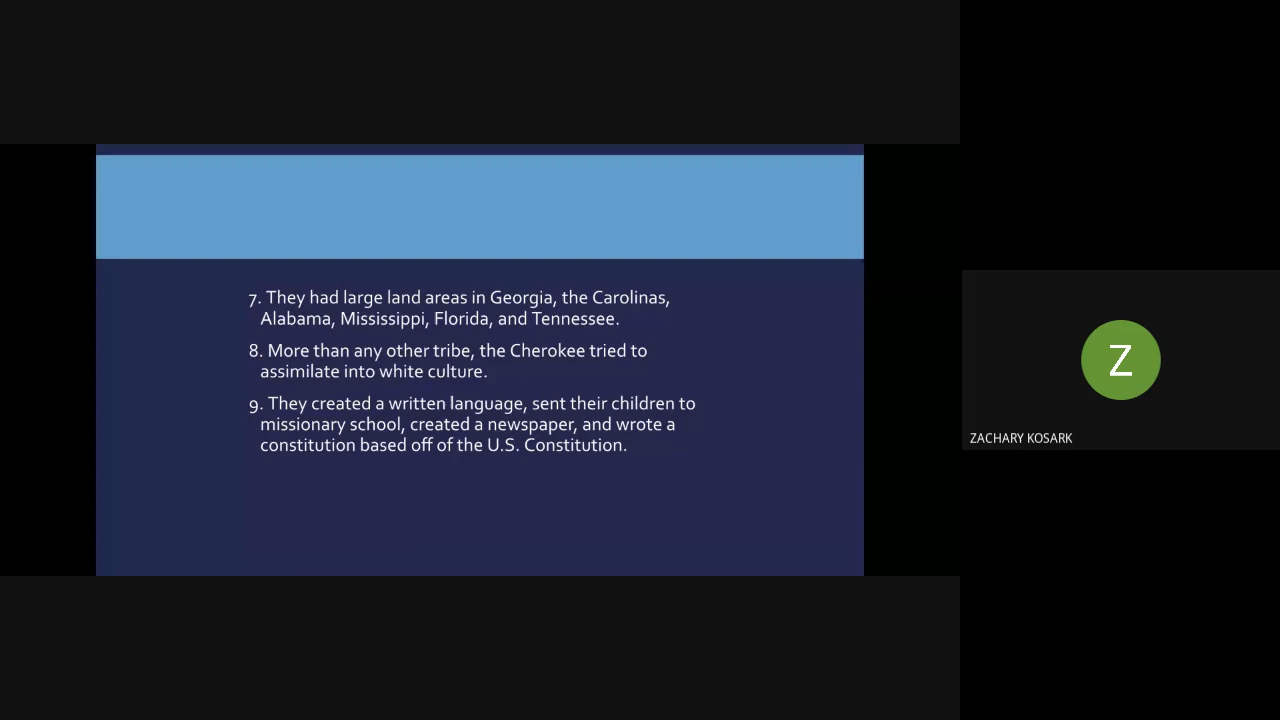 7. They had large land areas in Georgia, the Carolinas,
Alabama, Mississippi, Florida, and Tennessee.
8. More than any other tribe, the Cherokee tried to
assimilate into white culture.
9. They created a written language, sent their children to
missionary school, created a newspaper, and wrote a
constitution based off of the U.S. Constitution.
Z
ZACHARY KOSARK